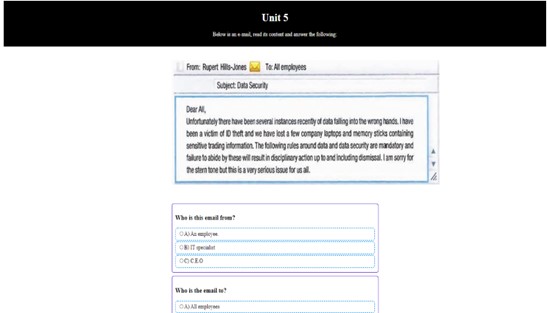 Unit 5
Below is an e-mail, read its content and answer the following:
From: Rupert Hills-Jones To: All employees
Subject: Data Security
Dear All,
Unfortunately there have been several instances recently of data falling into the wrong hands. I have
been a victim of ID theft and we have lost a few company laptops and memory sticks containing
sensitive trading information. The following rules around data and data security are mandatory and
failure to abide by these will result in disciplinary action up to and including dismissal. I am sorry for
the stern tone but this is a very serious issue for us all.
Who is this email from?
A) An employee.
B) IT specialist
C) C.E.O
Who is the email to?
A) All employees